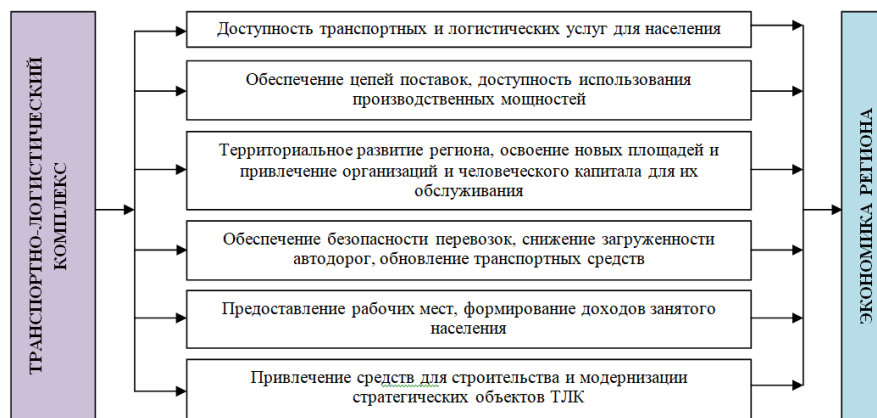 ТРАНСПОРТНО-ЛОГИСТИЧЕСКИЙ
КОМПЛЕКС
Доступность транспортных и логистических услуг для населения
Обеспечение цепей поставок, доступность использования
производственных мощностей
Территориальное развитие региона, освоение новых площадей и
привлечение организаций и человеческого капитала для их
обслуживания
Обеспечение безопасности перевозок, снижение загруженности
автодорог, обновление транспортных средств
Предоставление рабочих мест, формирование доходов занятого
населения
Привлечение средств для строительства и модернизации
стратегических объектов ТЛК
ЭКОНОМИКА РЕГИОНА